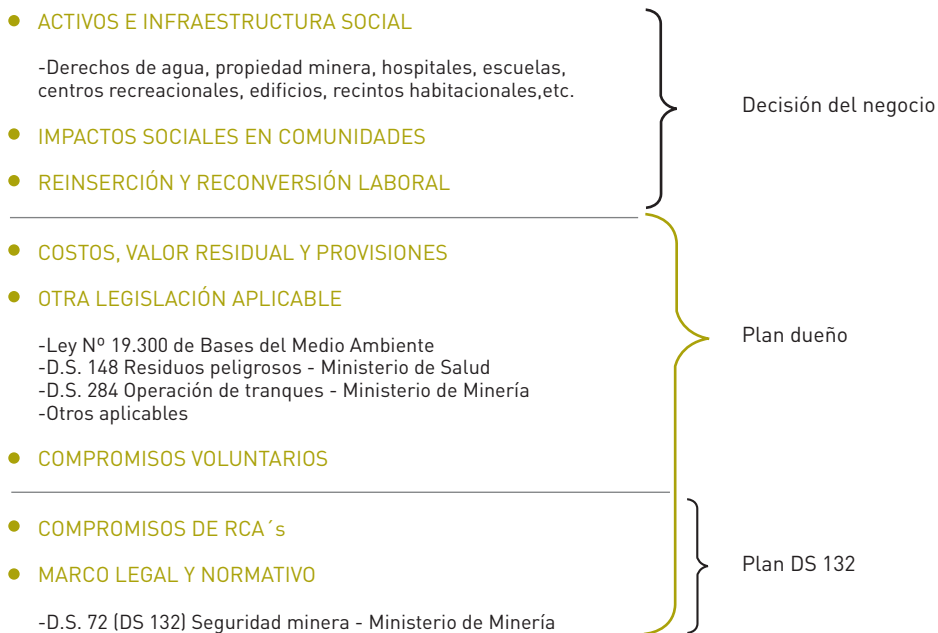 ACTIVOS E INFRAESTRUCTURA SOCIAL
-Derechos de agua, propiedad minera, hospitales, escuelas,
centros recreacionales, edificios, recintos habitacionales,etc.
IMPACTOS SOCIALES EN COMUNIDADES
REINSERCIÓN Y RECONVERSIÓN LABORAL
Decisión del negocio
COSTOS, VALOR RESIDUAL Y PROVISIONES
OTRA LEGISLACIÓN APLICABLE
-Ley Nº 19.300 de Bases del Medio Ambiente
-D.S. 148 Residuos peligrosos - Ministerio de Salud
-D.S. 284 Operación de tranques - Ministerio de Minería
-Otros aplicables
COMPROMISOS VOLUNTARIOS
Plan dueño
COMPROMISOS DE RCA´s
MARCO LEGAL Y NORMATIVO
-D.S. 72 (DS 132) Seguridad minera - Ministerio de Minería
Plan DS 132